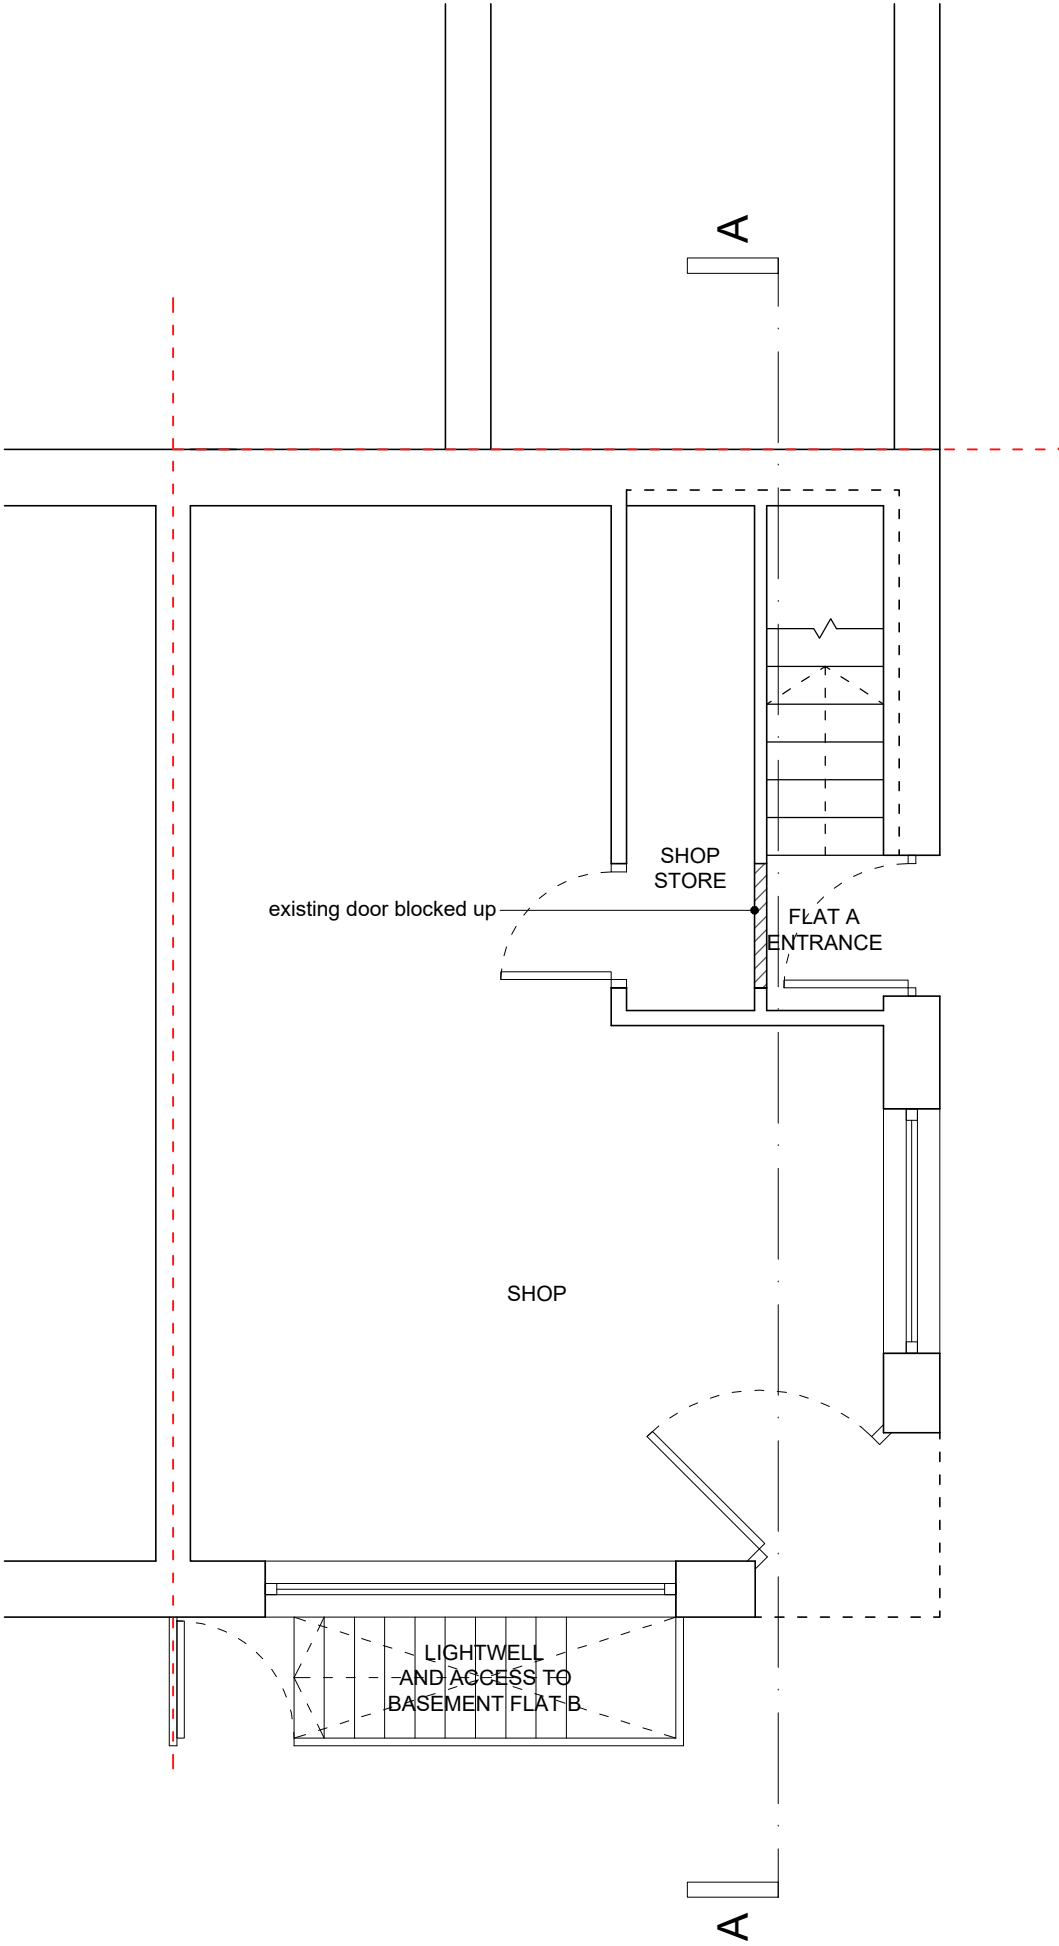 A
SHOP
STORE
existing door blocked up
FLAT A
ENTRANCE
SHOP
LIGHTWELL
AND ACCESS TO
BASEMENT FLAT B
A